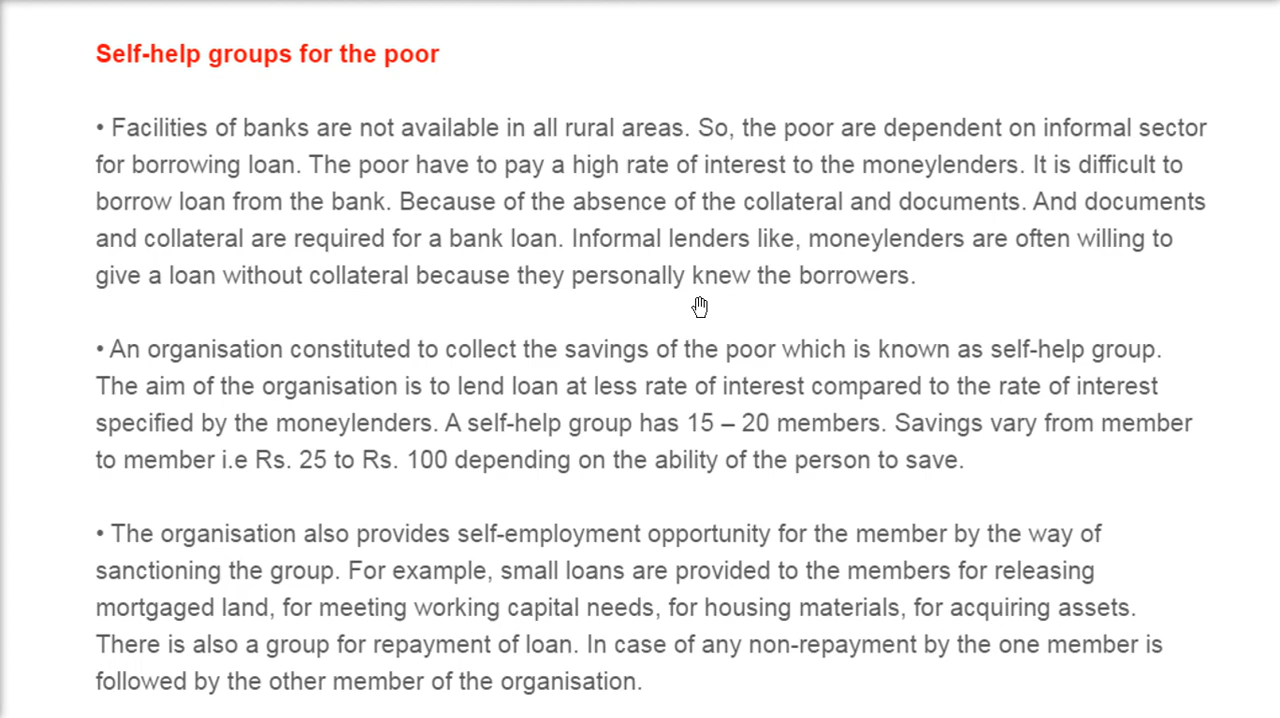 Self-help groups for the poor
• Facilities of banks are not available in all rural areas. So, the poor are dependent on informal sector
for borrowing loan. The poor have to pay a high rate of interest to the moneylenders. It is difficult to
borrow loan from the bank. Because of the absence of the collateral and documents. And documents
and collateral are required for a bank loan. Informal lenders like, moneylenders are often willing to
give a loan without collateral because they personally knew the borrowers.
• An organisation constituted to collect the savings of the poor which is known as self-help group.
The aim of the organisation is to lend loan at less rate of interest compared to the rate of interest
specified by the moneylenders. A self-help group has 15 – 20 members. Savings vary from member
to member i.e Rs. 25 to Rs. 100 depending on the ability of the person to save.
• The organisation also provides self-employment opportunity for the member by the way of
sanctioning the group. For example, small loans are provided to the members for releasing
mortgaged land, for meeting working capital needs, for housing materials, for acquiring assets.
There is also a group for repayment of loan. In case of any non-repayment by the one member is
followed by the other member of the organisation.